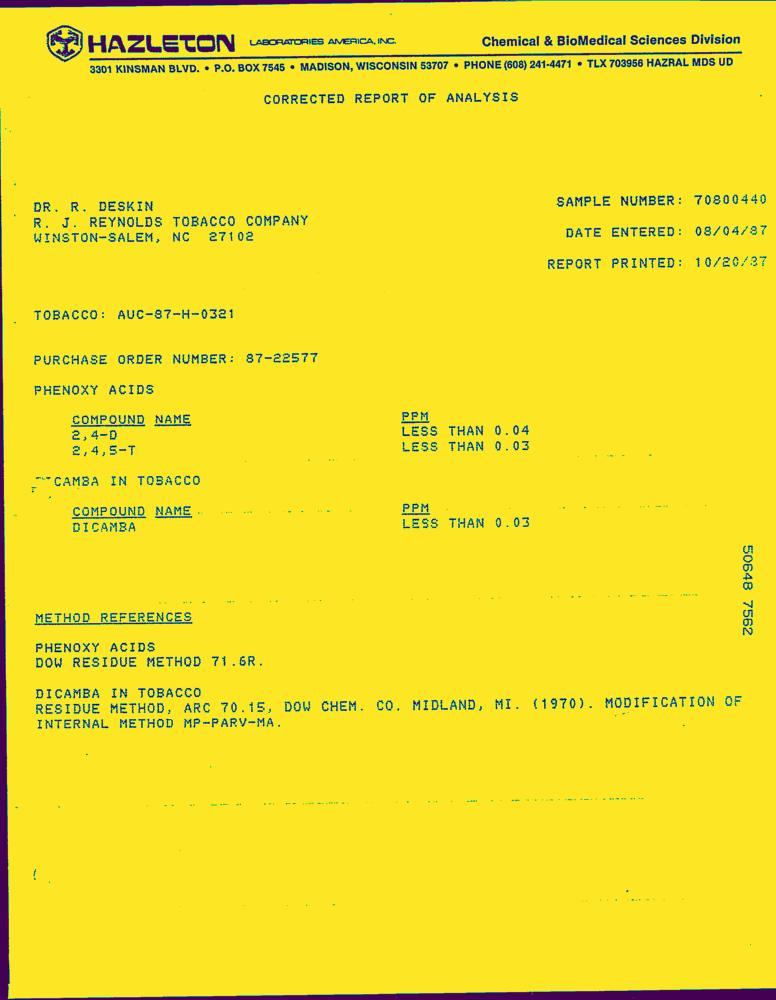 HAZLETON LABORATORIES AMERICA, INC. Chemical & BioMedical Sciences Division
3301 KINSMAN BLVD. • P.O. BOX 7545 • MADISON, WISCONSIN 53707 • PHONE (608) 241-4471 • TLX 703956 HAZRAL MDS UD
CORRECTED REPORT OF ANALYSIS
DR. R. DESKIN
R. J. REYNOLDS TOBACCO COMPANY
WINSTON-SALEM, NC 27102
SAMPLE NUMBER: 70800440
DATE ENTERED: 08/04/87
REPORT PRINTED: 10/20/87
TOBACCO: AUC-87-H-0321
PURCHASE ORDER NUMBER: 87-22577
PHENOXY ACIDS
COMPOUND NAME PPM
2,4-D LESS THAN 0.04
2,4,5-T LESS THAN 0.03
CAMBA IN TOBACCO
COMPOUND NAME PPM
DICAMBA LESS THAN 0.03
50648 7562
METHOD REFERENCES
PHENOXY ACIDS
DOW RESIDUE METHOD 71.6R.
DICAMBA IN TOBACCO
RESIDUE METHOD, ARC 70.15, DOW CHEM. CO. MIDLAND, MI. (1970). MODIFICATION OF
INTERNAL METHOD MP-PARV-MA.